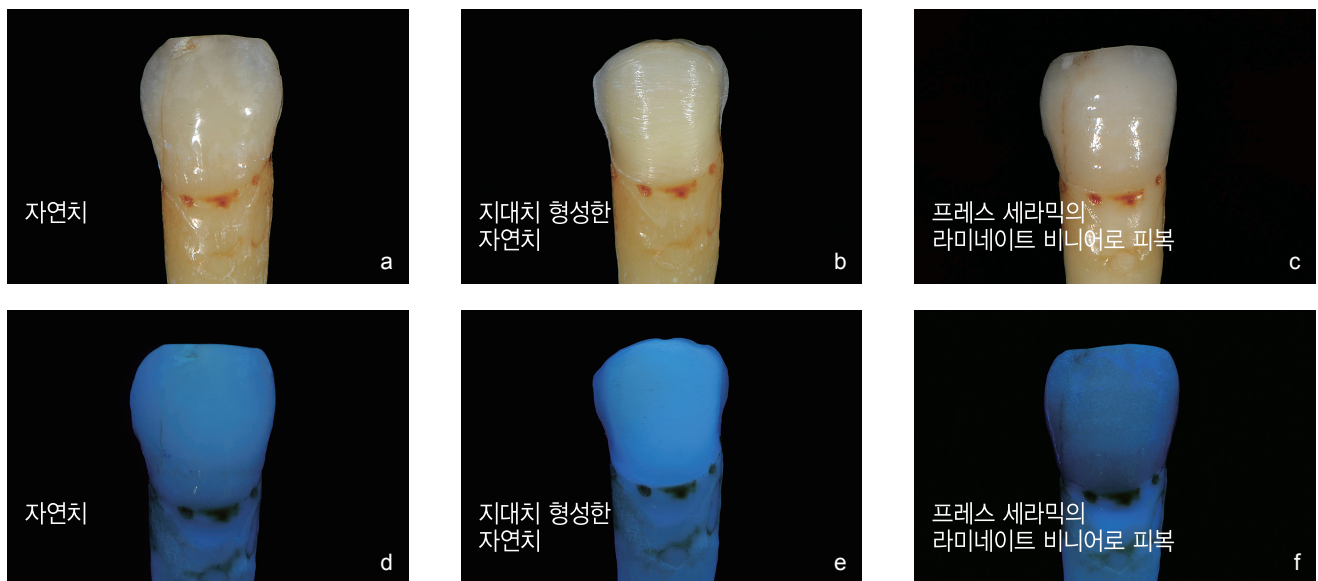 자연치
a
지대치 형성한
자연치
b
프레스 세라믹의
라미네이트 비니어로 피복
c
자연치
d
지대치 형성한
자연치
e
프레스 세라믹의
라미네이트 비니어로 피복
f